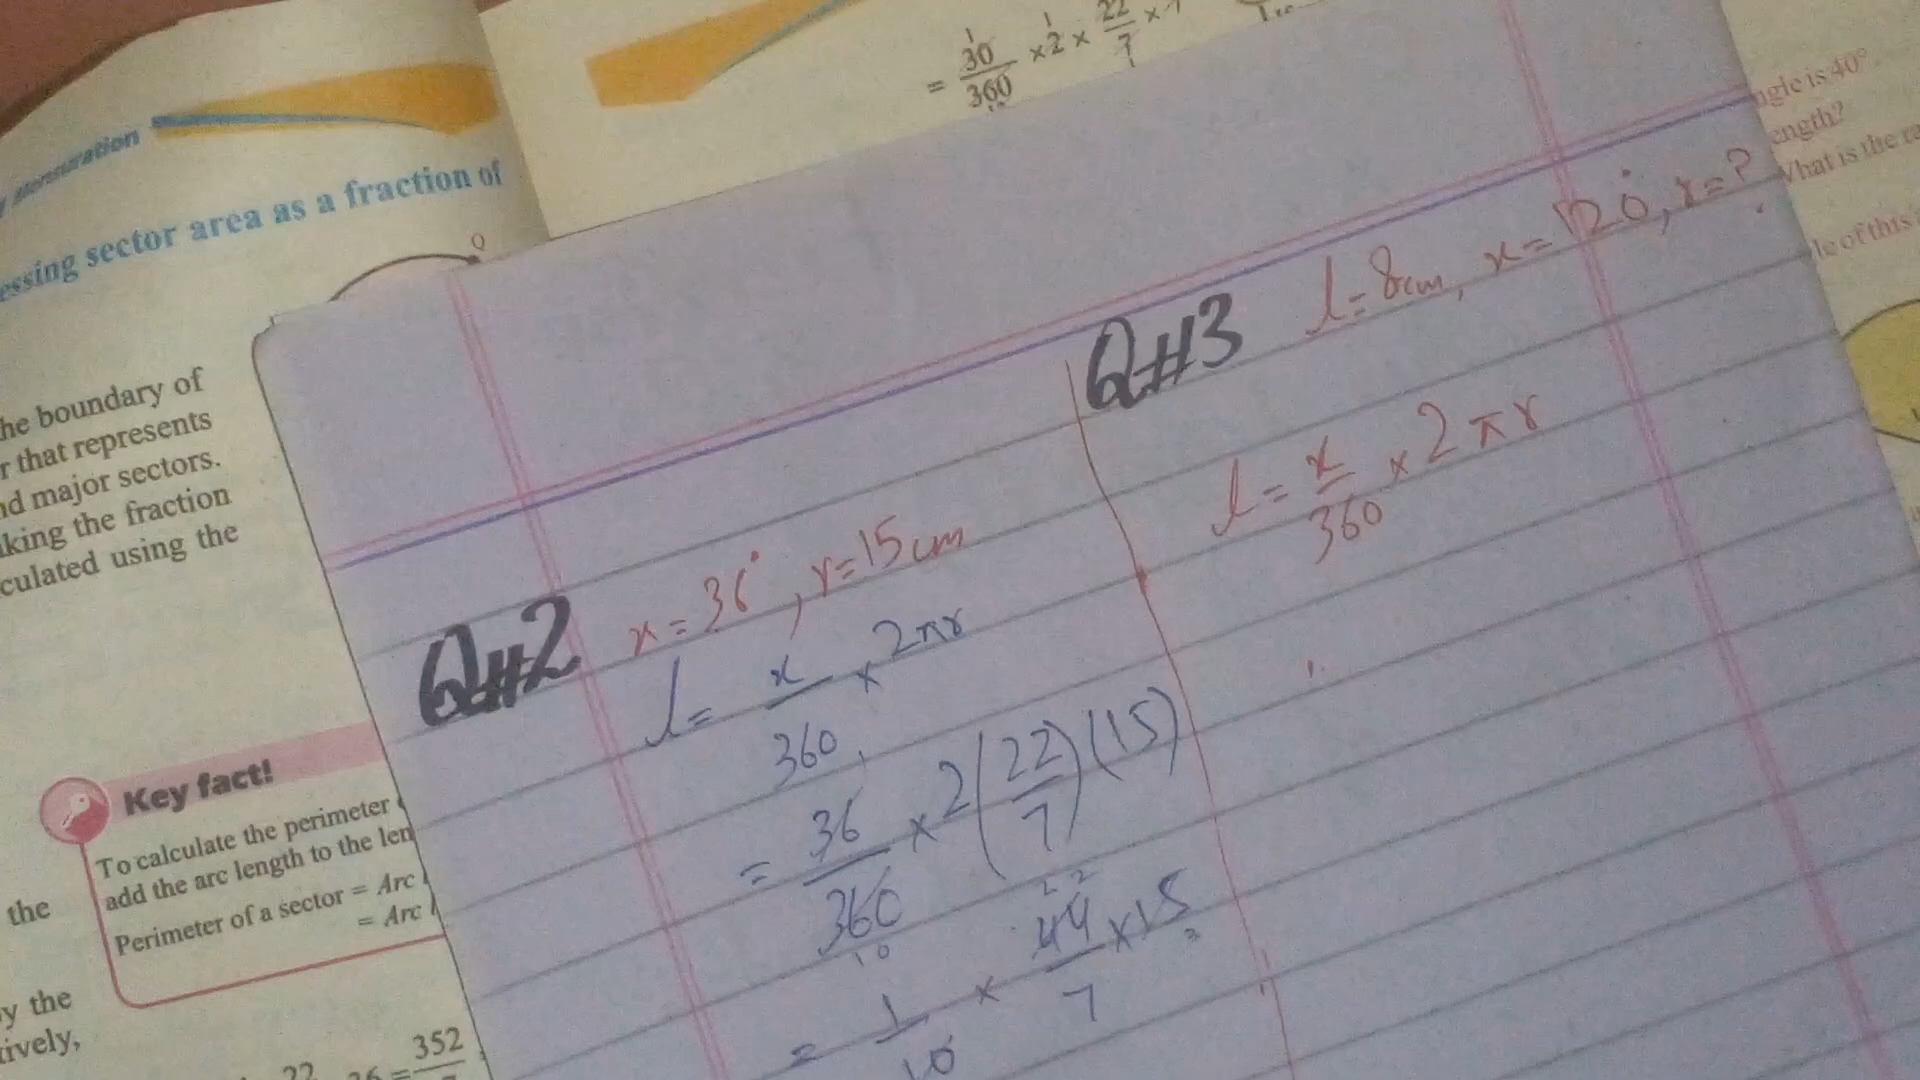 Mensuration
essing sector area as a fraction of
Q
he boundary of
r that represents
nd major sectors.
king the fraction
culated using the
Key fact!
To calculate the perimeter
add the arc length to the len
Perimeter of a sector = Arc l
= Arc l
the
y the
tively,
352
22
= 30/360 × 2 × 22/7 ×
ngle is 40°.
ength?
What is the ra
le of this
Q#2 x = 36°, r = 15cm
l = x/360 × 2πr
= 36/360 × 2(22/7)(15)
= 1/10 × 44/7 × 15
Q#3 l = 8cm, x = 120°, r = ?
l = x/360 × 2πr